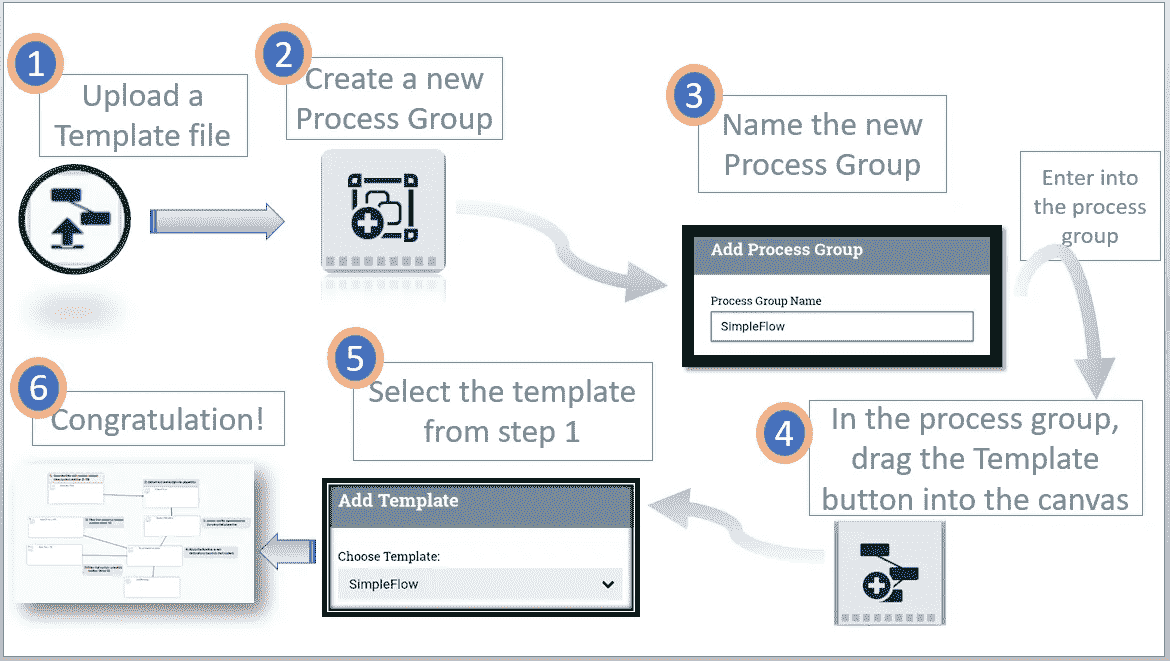 1
Upload a
Template file
2
Create a new
Process Group
3
Name the new
Process Group
Add Process Group
Process Group Name
SimpleFlow
Enter into
the process
group
4
In the process group,
drag the Template
button into the canvas
5
Select the template
from step 1
Add Template
Choose Template:
SimpleFlow
6
Congratulation!